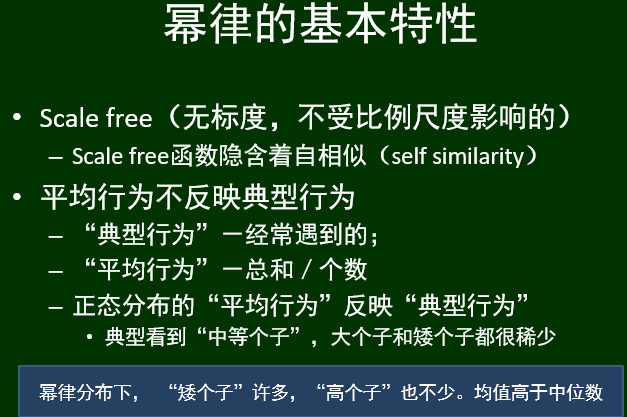 幂律的基本特性
• Scale free（无标度，不受比例尺度影响的）
– Scale free函数隐含着自相似（self similarity）
• 平均行为不反映典型行为
– “典型行为”－经常遇到的；
– “平均行为”－总和／个数
– 正态分布的“平均行为”反映“典型行为”
• 典型看到“中等个子”，大个子和矮个子都很稀少
幂律分布下， “矮个子”许多，“高个子”也不少。均值高于中位数